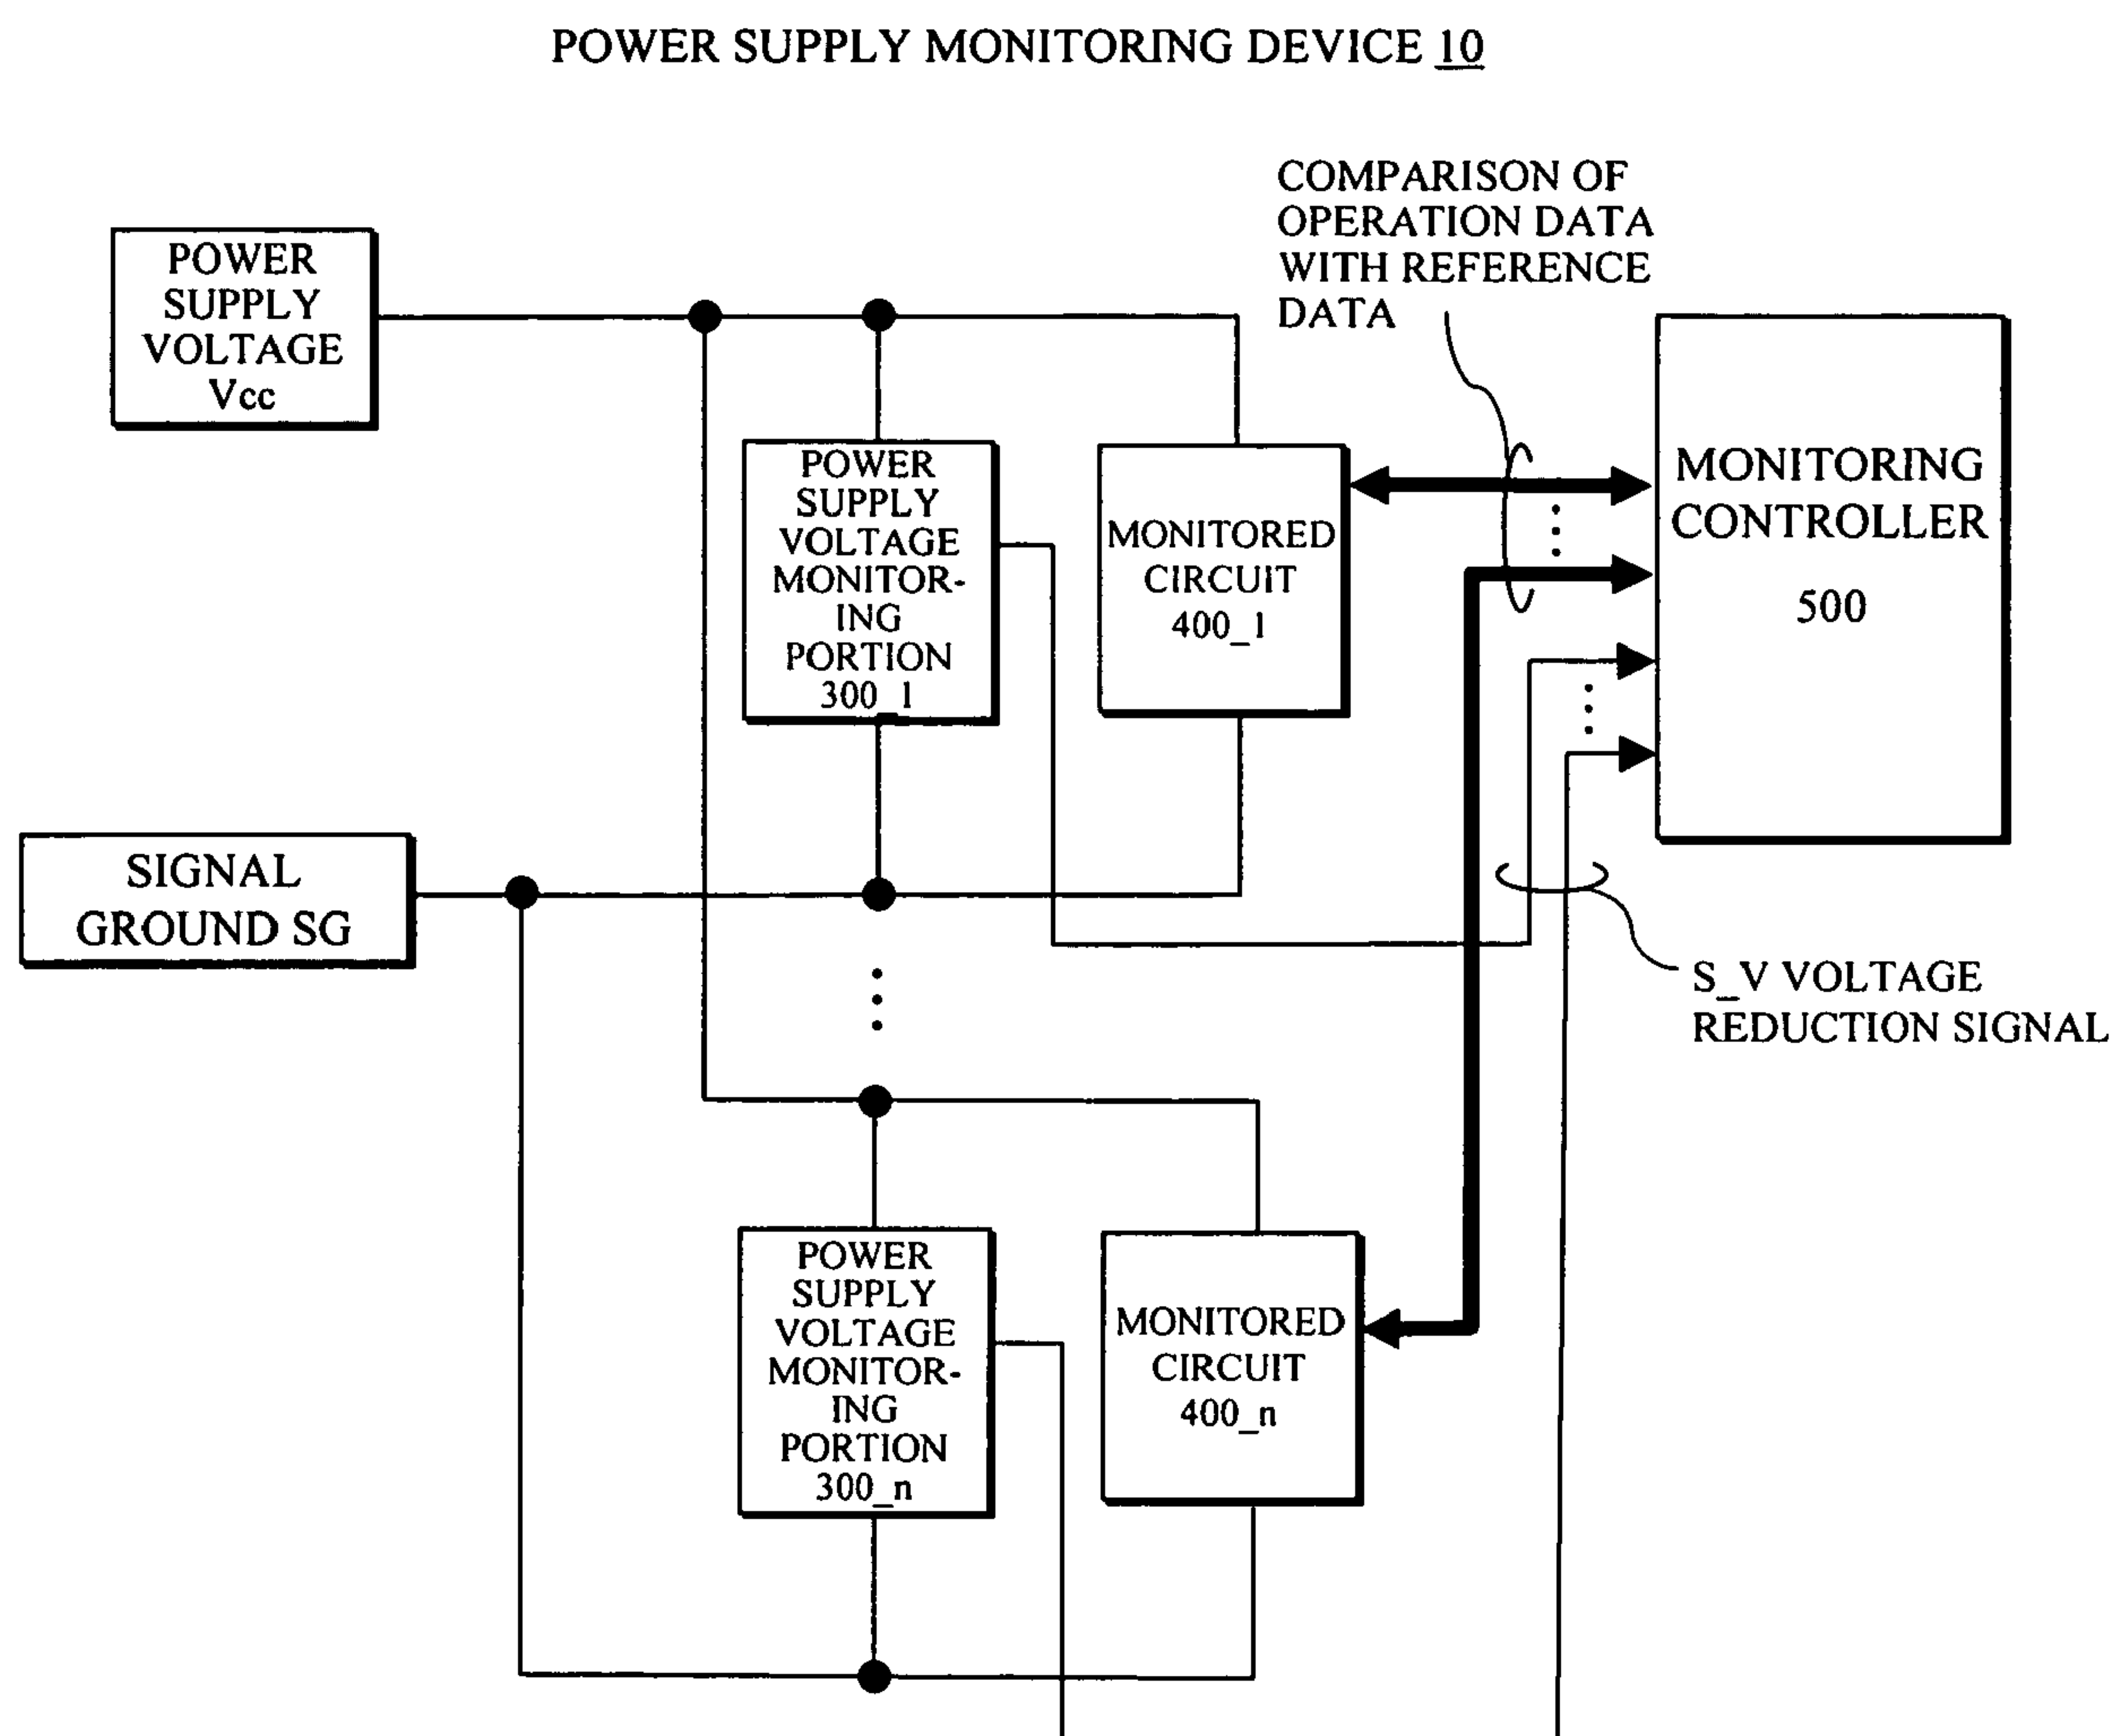 POWER SUPPLY MONITORING DEVICE 10
COMPARISON OF
OPERATION DATA
WITH REFERENCE
DATA
POWER
SUPPLY
VOLTAGE
Vcc
POWER
SUPPLY
VOLTAGE
MONITOR-
ING
PORTION
300_1
MONITORED
CIRCUIT
400_1
MONITORING
CONTROLLER
500
SIGNAL
GROUND SG
S_V VOLTAGE
REDUCTION SIGNAL
POWER
SUPPLY
VOLTAGE
MONITOR-
ING
PORTION
300_n
MONITORED
CIRCUIT
400_n